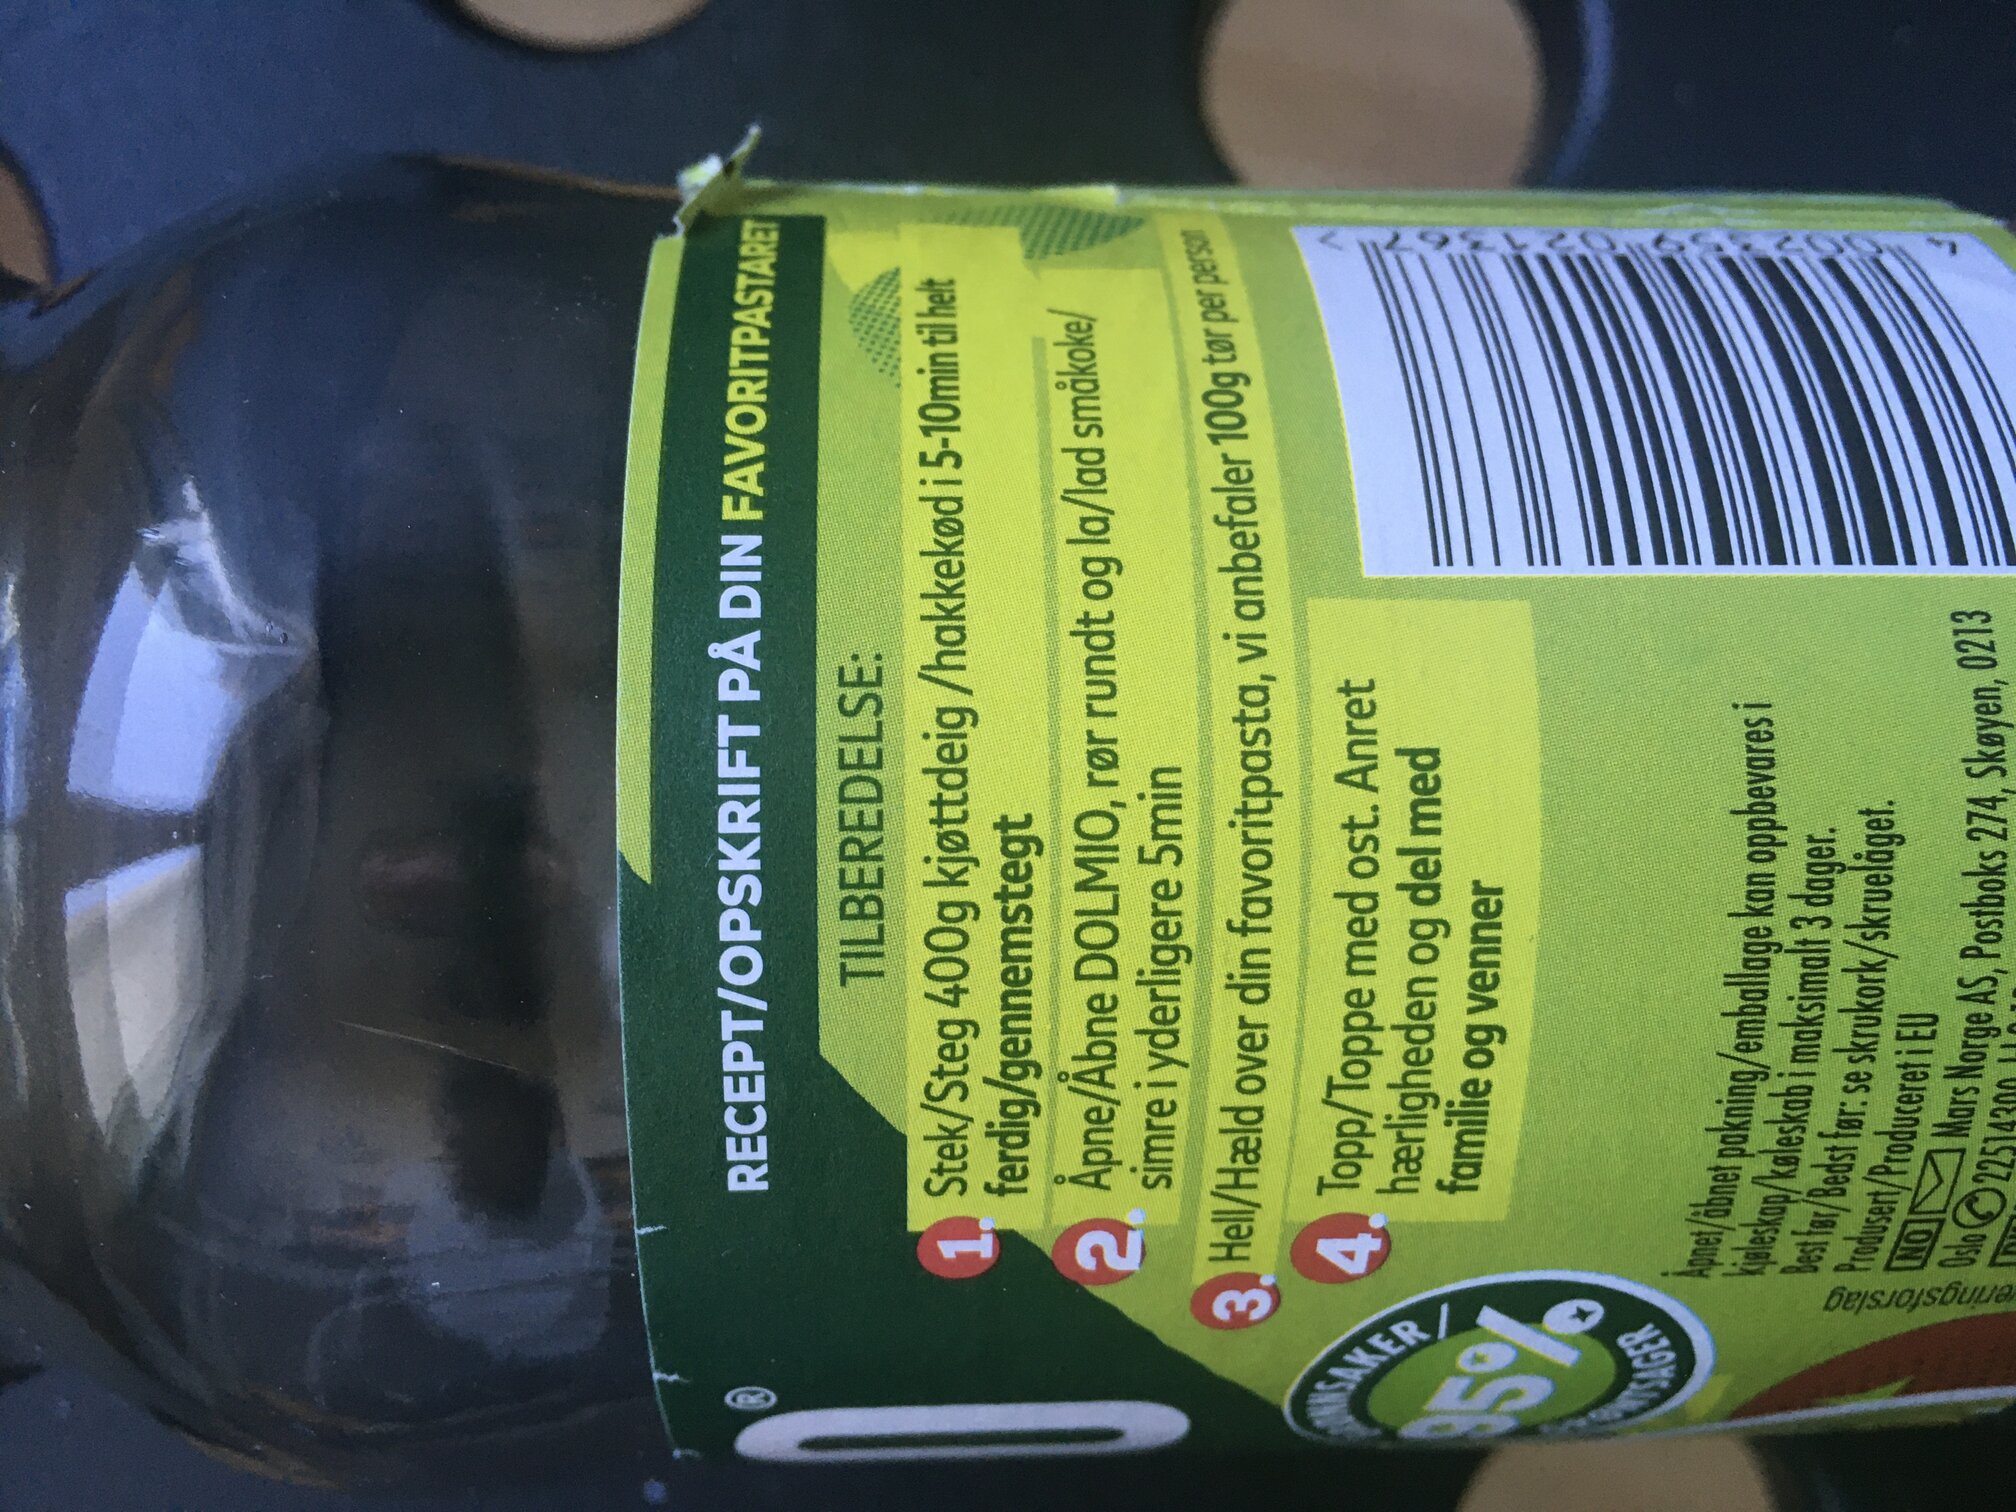 ®
RECEPT/OPSKRIFT PÅ DIN FAVORITPASTARET
TILBEREDELSE:
1. Stek/Steg 400g kjøttdeig /hakkekød i 5-10min til helt
ferdig/gennemstegt
2. Åpne/Åbne DOLMIO, rør rundt og la/lad småkoke/
simre i yderligere 5min
3. Hell/Hæld over din favoritpasta, vi anbefaler 100g tør per person
4. Topp/Toppe med ost. Anret
hærligheden og del med
familie og venner
95%
Åpnet/åbnet pakning/emballage kan oppbevares i
kjøleskap/køleskab i maksimalt 3 dager.
Best før/Bedst før: se skrukork/skruelåget.
Produsert/Produceret i EU
NO Mars Norge AS, Postboks 274, Skøyen, 0213
Oslo 22514300
4 002359 021367 >